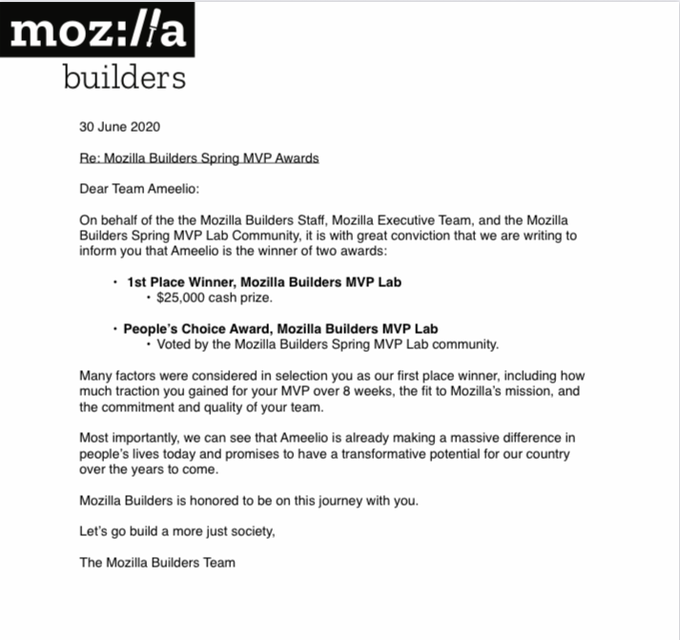 moz://a
builders
30 June 2020
Re: Mozilla Builders Spring MVP Awards
Dear Team Ameelio:
On behalf of the the Mozilla Builders Staff, Mozilla Executive Team, and the Mozilla
Builders Spring MVP Lab Community, it is with great conviction that we are writing to
inform you that Ameelio is the winner of two awards:
• 1st Place Winner, Mozilla Builders MVP Lab
• $25,000 cash prize.
• People's Choice Award, Mozilla Builders MVP Lab
• Voted by the Mozilla Builders Spring MVP Lab community.
Many factors were considered in selection you as our first place winner, including how
much traction you gained for your MVP over 8 weeks, the fit to Mozilla's mission, and
the commitment and quality of your team.
Most importantly, we can see that Ameelio is already making a massive difference in
people's lives today and promises to have a transformative potential for our country
over the years to come.
Mozilla Builders is honored to be on this journey with you.
Let's go build a more just society,
The Mozilla Builders Team